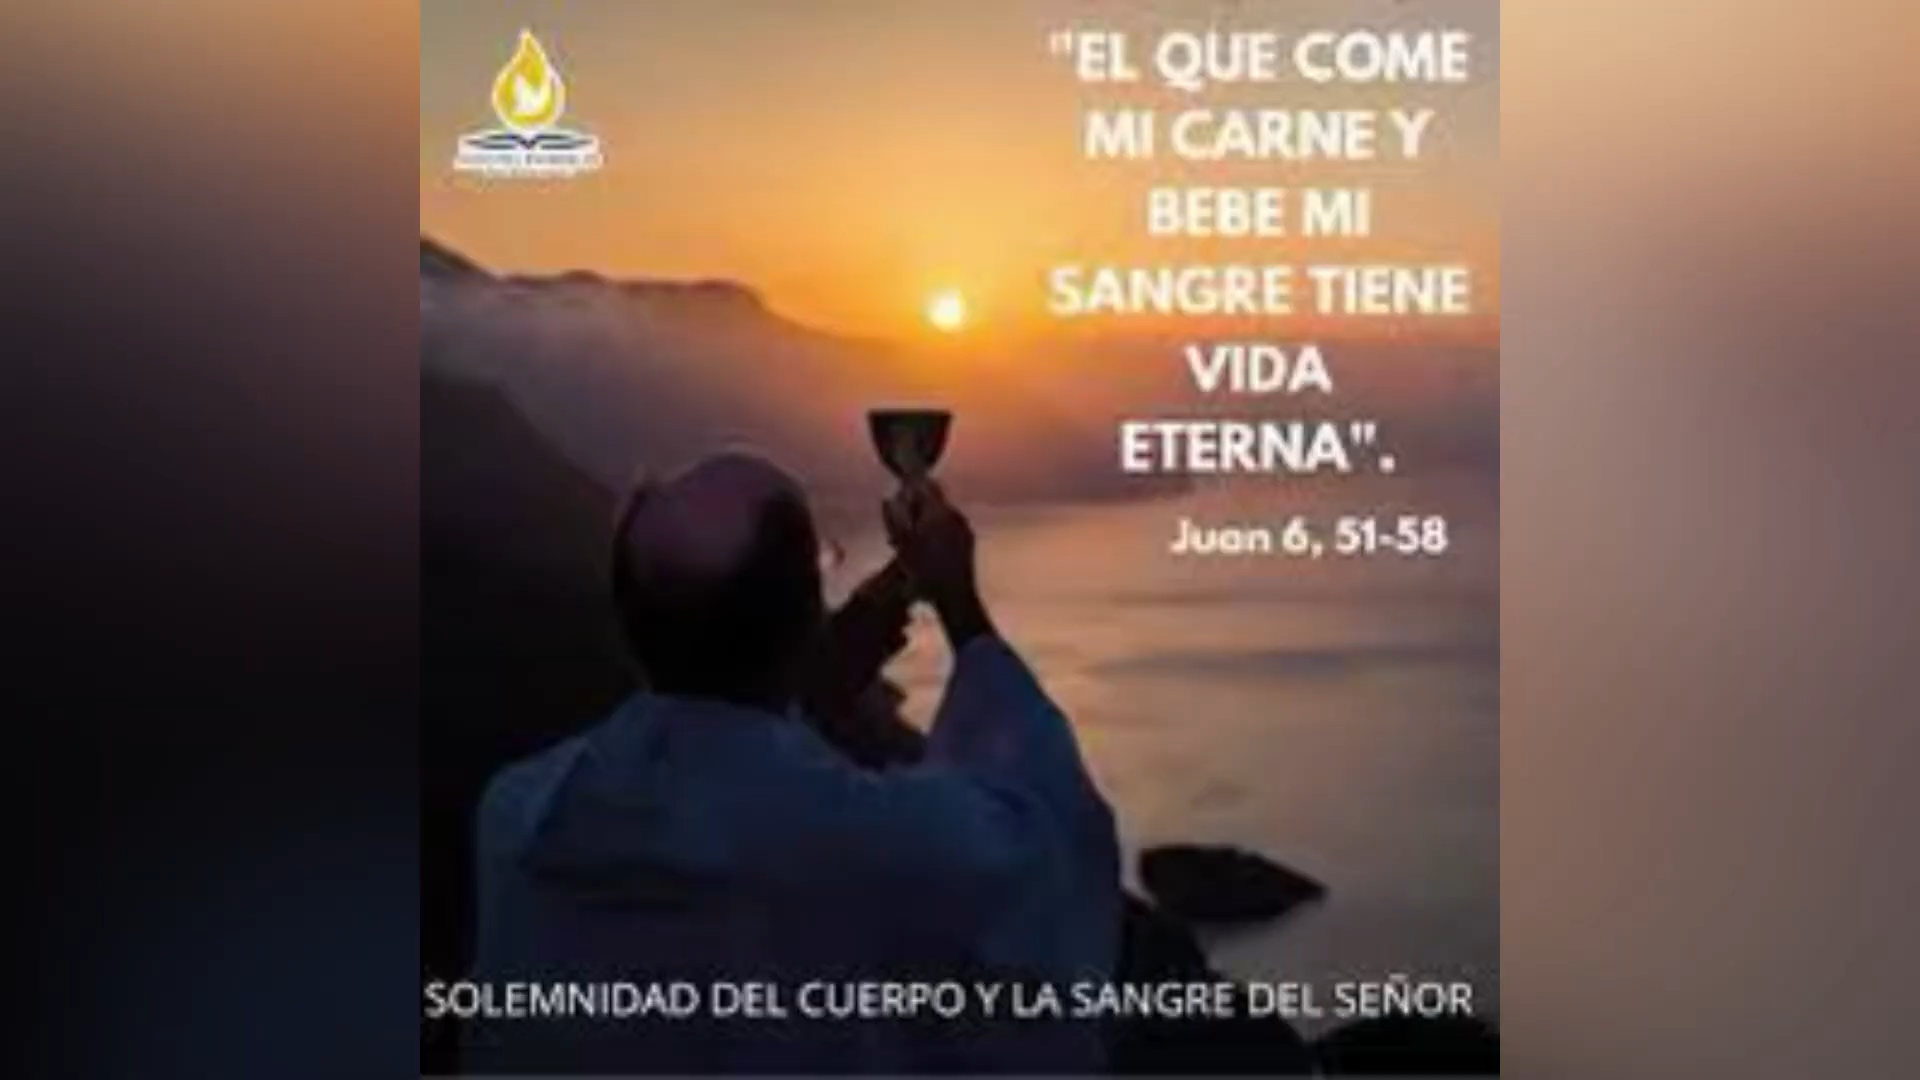 "EL QUE COME
MI CARNE Y
BEBE MI
SANGRE TIENE
VIDA
ETERNA".
Juan 6, 51-58
SOLEMNIDAD DEL CUERPO Y LA SANGRE DEL SEÑOR